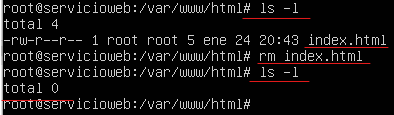 root@servicioweb:/var/www/html# ls -l
total 4
-rw-r--r-- 1 root root 5 ene 24 20:43 index.html
root@servicioweb:/var/www/html# rm index.html
root@servicioweb:/var/www/html# ls -l
total 0
root@servicioweb:/var/www/html#